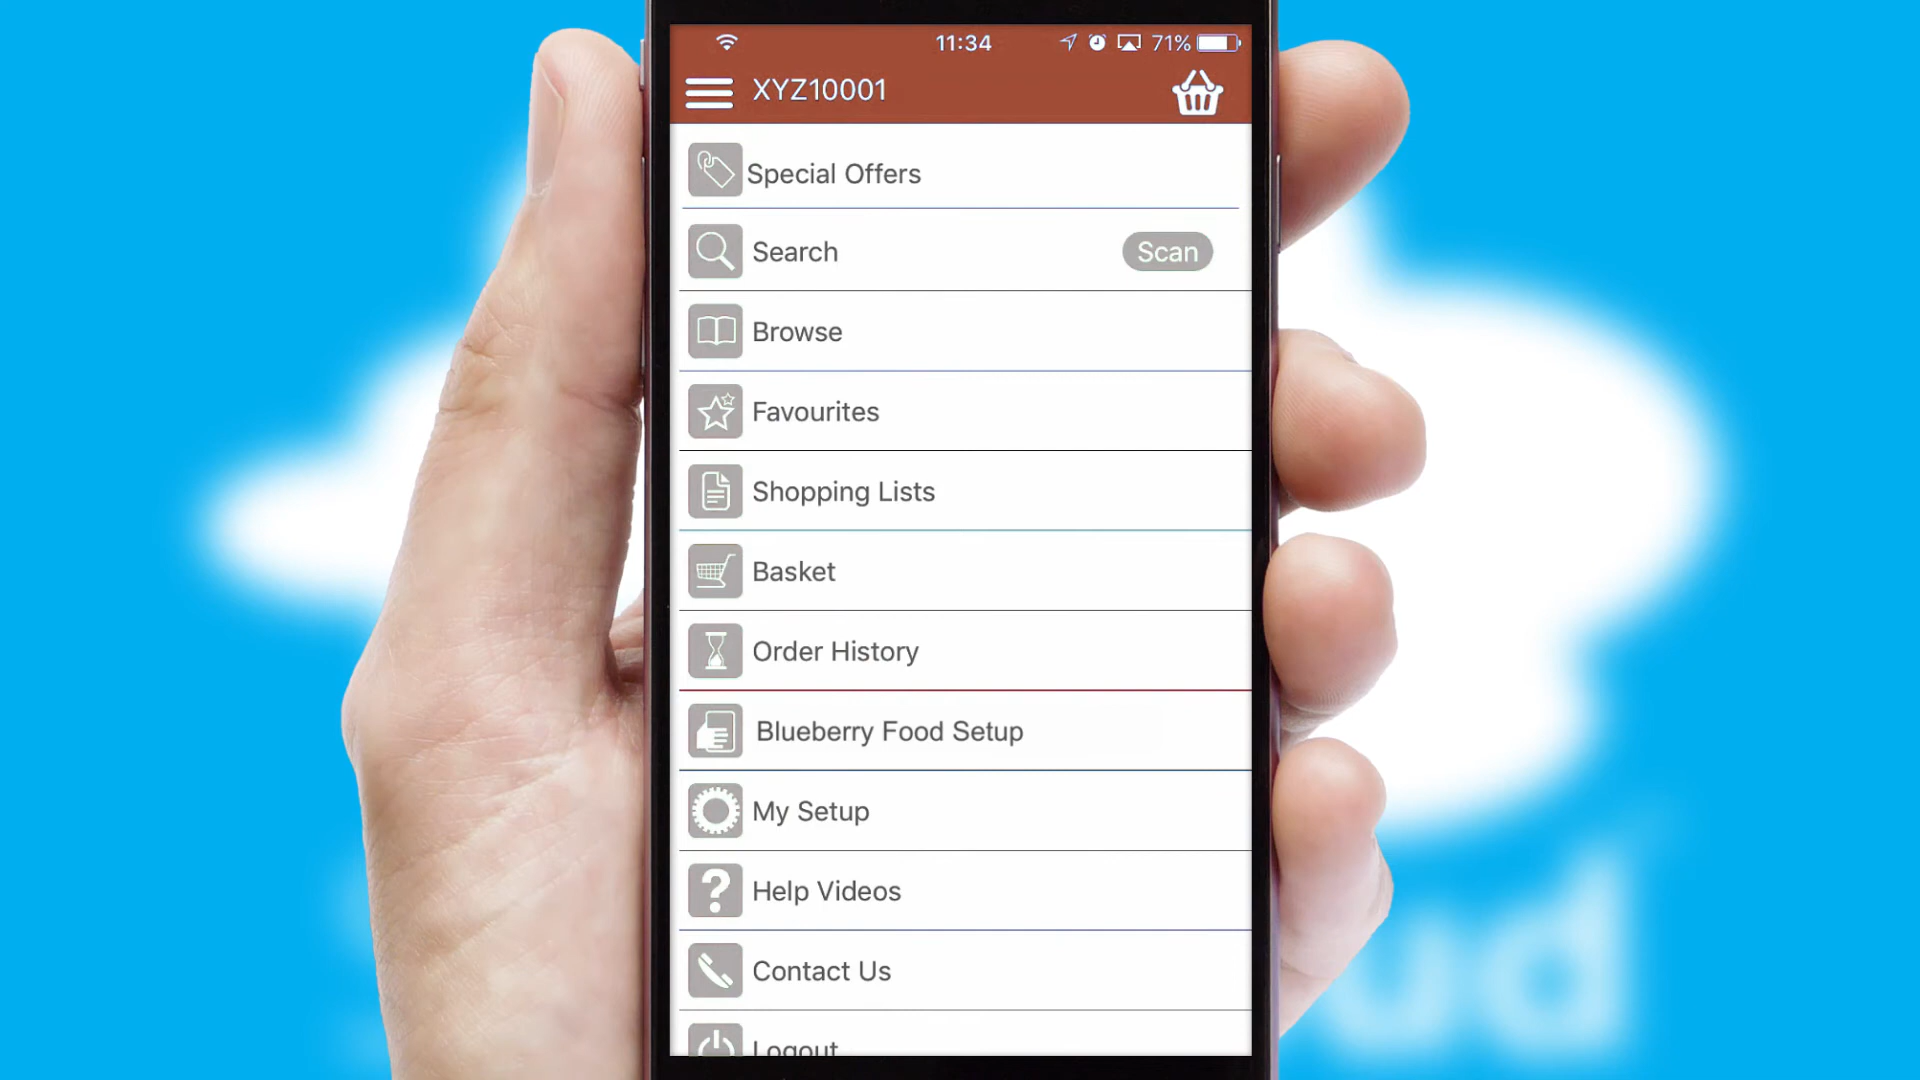 11:34
71%
XYZ10001
Special Offers
Search
Scan
Browse
Favourites
Shopping Lists
Basket
Order History
Blueberry Food Setup
My Setup
Help Videos
Contact Us
Logout
ud